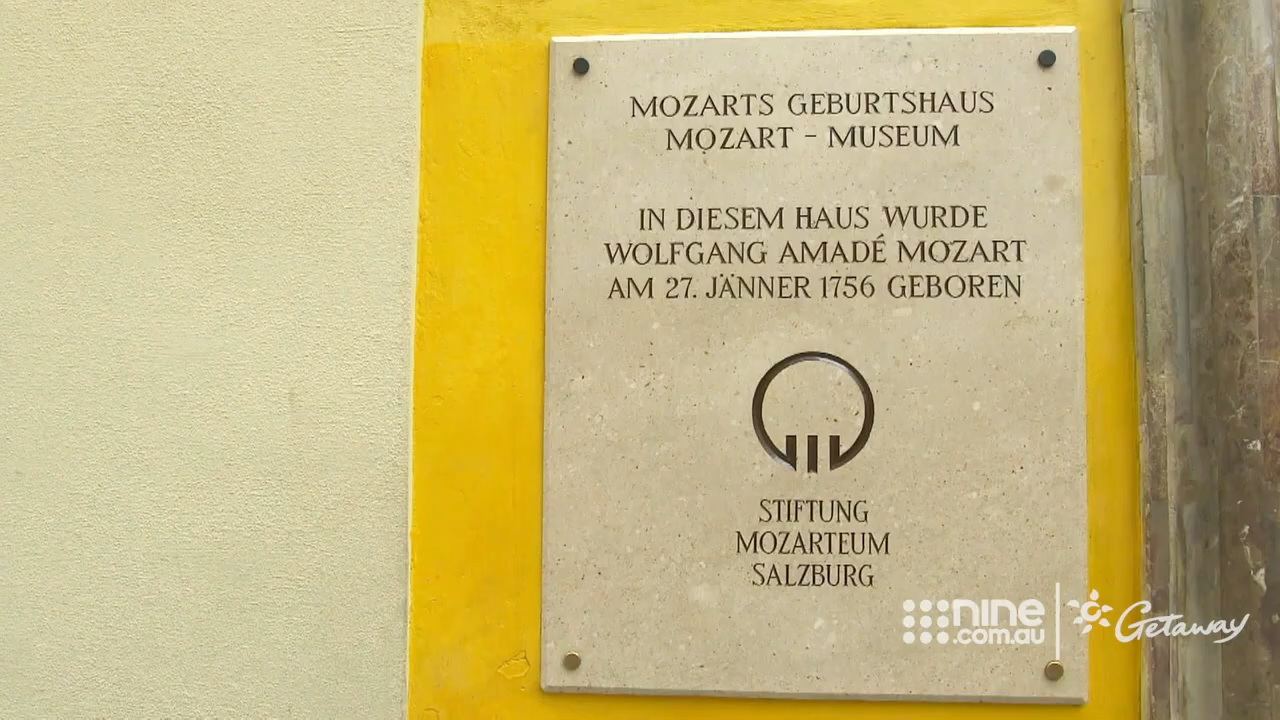 MOZARTS GEBURTSHAUS
MOZART - MUSEUM
IN DIESEM HAUS WURDE
WOLFGANG AMADÉ MOZART
AM 27. JÄNNER 1756 GEBOREN
STIFTUNG
MOZARTEUM
SALZBURG
nine
.com.au
Getaway